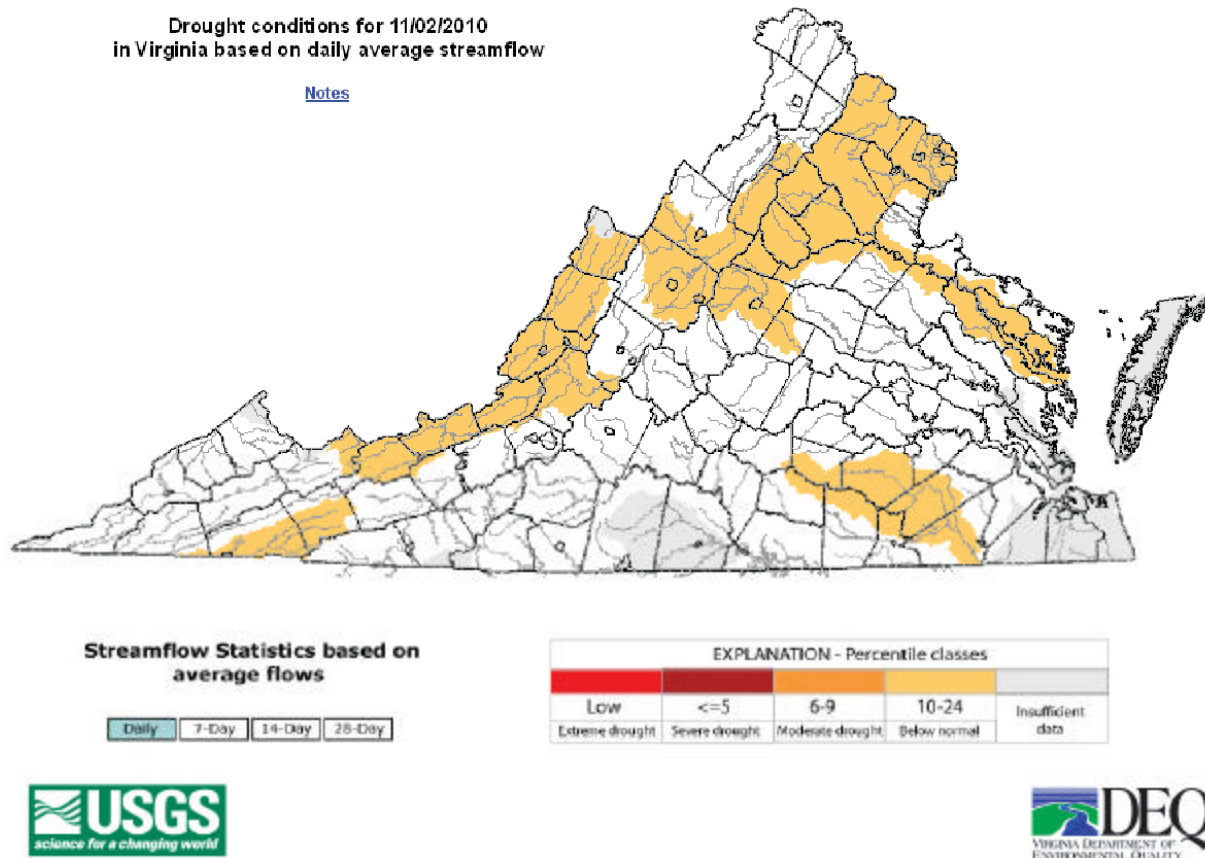 Drought conditions for 11/02/2010
in Virginia based on daily average streamflow
Notes
Streamflow Statistics based on
average flows
Daily 7-Day 14-Day 28-Day
EXPLANATION - Percentile classes
Low <=5 6-9 10-24 Insufficient
data
Extreme drought Severe drought Moderate drought Below normal
USGS
science for a changing world
DEQ
VIRGINIA DEPARTMENT OF
ENVIRONMENTAL QUALITY